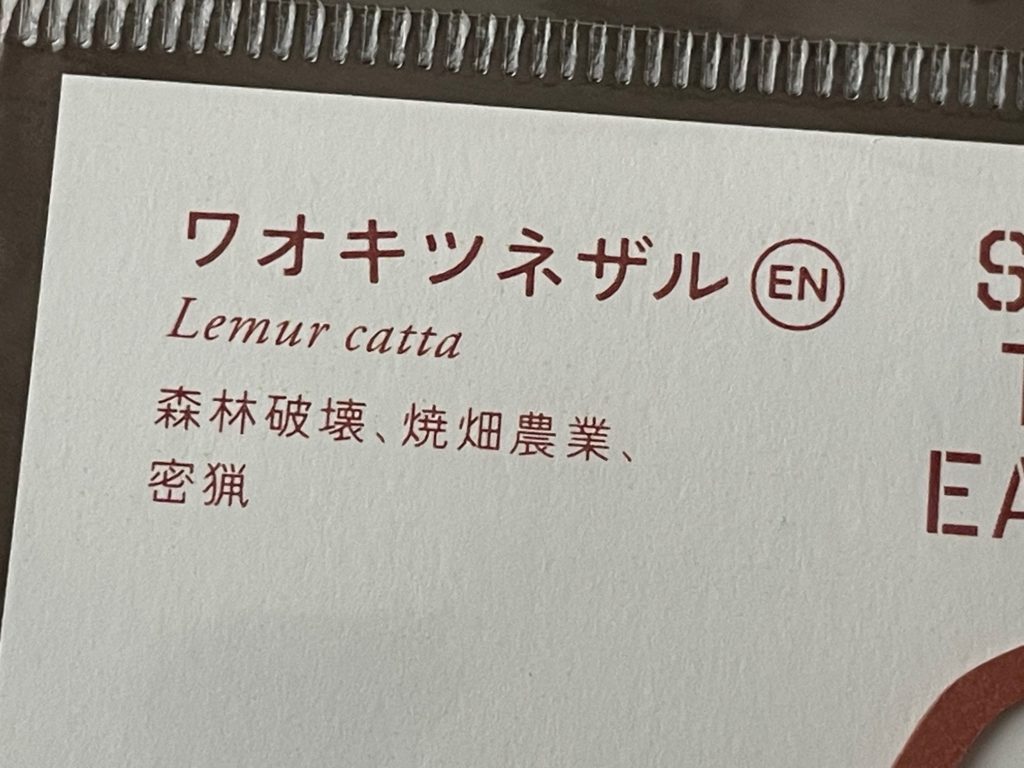 ワオキツネザル EN
Lemur catta
森林破壊、焼畑農業、
密猟